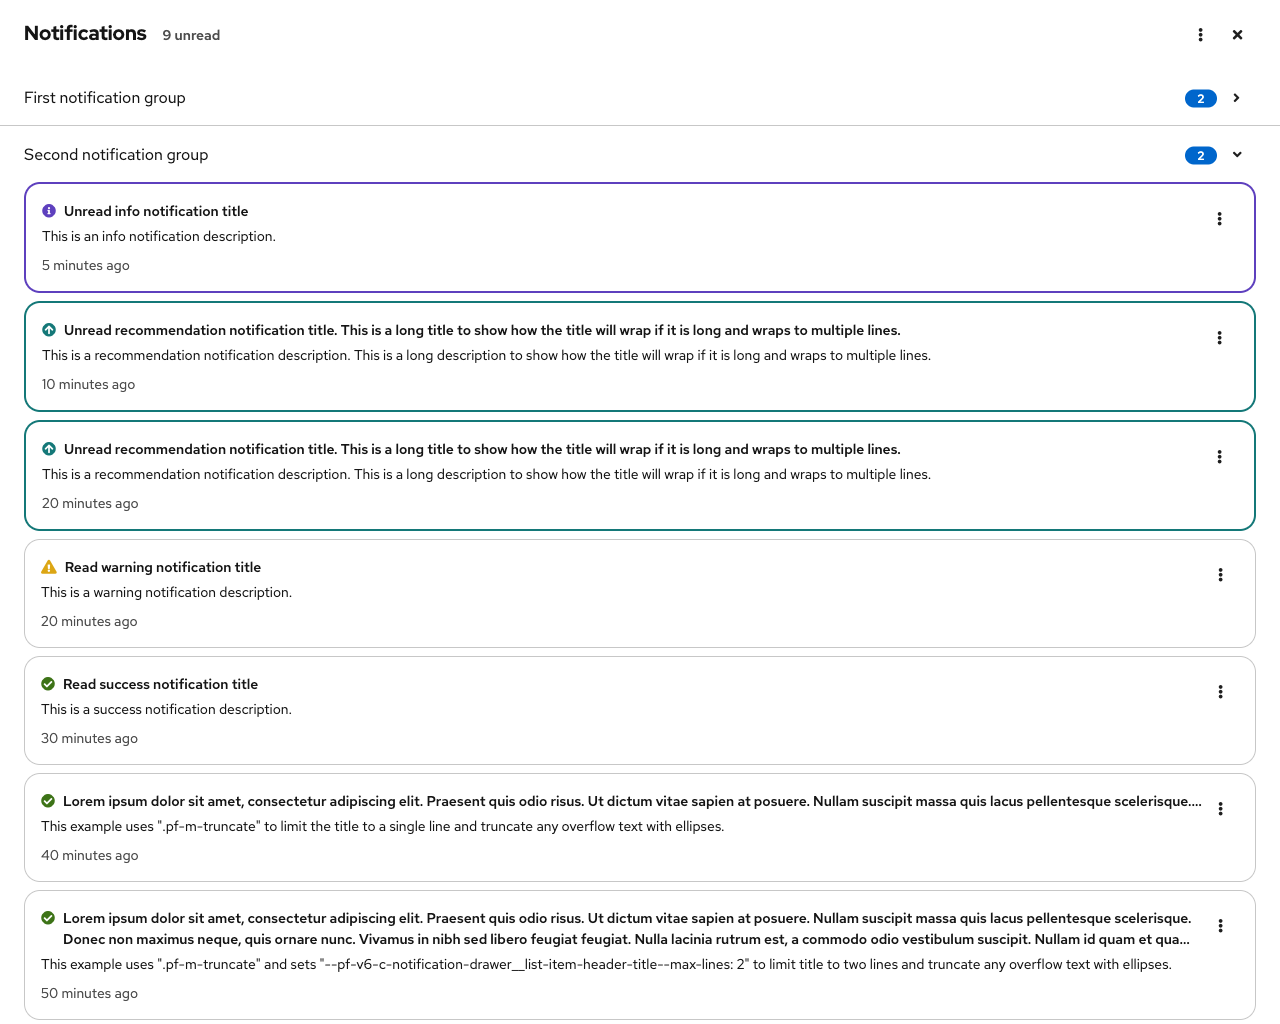 Notifications 9 unread
First notification group 2
Second notification group 2
Unread info notification title
This is an info notification description.
5 minutes ago
Unread recommendation notification title. This is a long title to show how the title will wrap if it is long and wraps to multiple lines.
This is a recommendation notification description. This is a long description to show how the title will wrap if it is long and wraps to multiple lines.
10 minutes ago
Unread recommendation notification title. This is a long title to show how the title will wrap if it is long and wraps to multiple lines.
This is a recommendation notification description. This is a long description to show how the title will wrap if it is long and wraps to multiple lines.
20 minutes ago
Read warning notification title
This is a warning notification description.
20 minutes ago
Read success notification title
This is a success notification description.
30 minutes ago
Lorem ipsum dolor sit amet, consectetur adipiscing elit. Praesent quis odio risus. Ut dictum vitae sapien at posuere. Nullam suscipit massa quis lacus pellentesque scelerisque....
This example uses ".pf-m-truncate" to limit the title to a single line and truncate any overflow text with ellipses.
40 minutes ago
Lorem ipsum dolor sit amet, consectetur adipiscing elit. Praesent quis odio risus. Ut dictum vitae sapien at posuere. Nullam suscipit massa quis lacus pellentesque scelerisque.
Donec non maximus neque, quis ornare nunc. Vivamus in nibh sed libero feugiat feugiat. Nulla lacinia rutrum est, a commodo odio vestibulum suscipit. Nullam id quam et qua...
This example uses ".pf-m-truncate" and sets "--pf-v6-c-notification-drawer__list-item-header-title--max-lines: 2" to limit title to two lines and truncate any overflow text with ellipses.
50 minutes ago